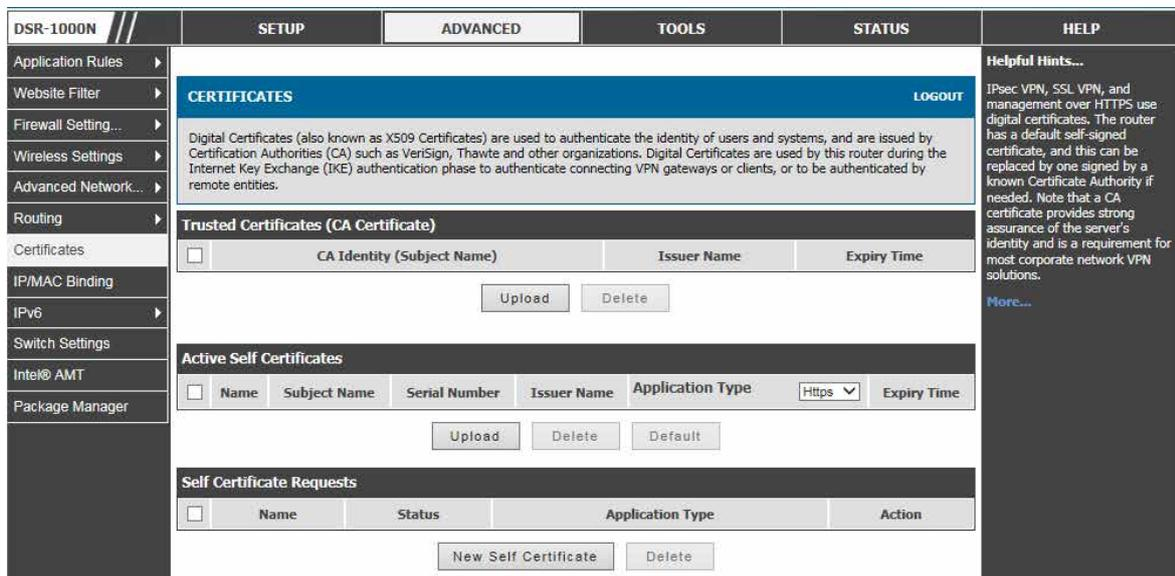 DSR-1000N
SETUP
ADVANCED
TOOLS
STATUS
HELP
Application Rules
Website Filter
Firewall Setting...
Wireless Settings
Advanced Network...
Routing
Certificates
IP/MAC Binding
IPv6
Switch Settings
Intel® AMT
Package Manager
CERTIFICATES
LOGOUT
Digital Certificates (also known as X509 Certificates) are used to authenticate the identity of users and systems, and are issued by
Certification Authorities (CA) such as VeriSign, Thawte and other organizations. Digital Certificates are used by this router during the
Internet Key Exchange (IKE) authentication phase to authenticate connecting VPN gateways or clients, or to be authenticated by
remote entities.
Trusted Certificates (CA Certificate)
CA Identity (Subject Name)
Issuer Name
Expiry Time
Upload
Delete
Active Self Certificates
Name
Subject Name
Serial Number
Issuer Name
Application Type
Https
Expiry Time
Upload
Delete
Default
Self Certificate Requests
Name
Status
Application Type
Action
New Self Certificate
Delete
Helpful Hints...
IPsec VPN, SSL VPN, and
management over HTTPS use
digital certificates. The router
has a default self-signed
certificate, and this can be
replaced by one signed by a
known Certificate Authority if
needed. Note that a CA
certificate provides strong
assurance of the server's
identity and is a requirement for
most corporate network VPN
solutions.
More...